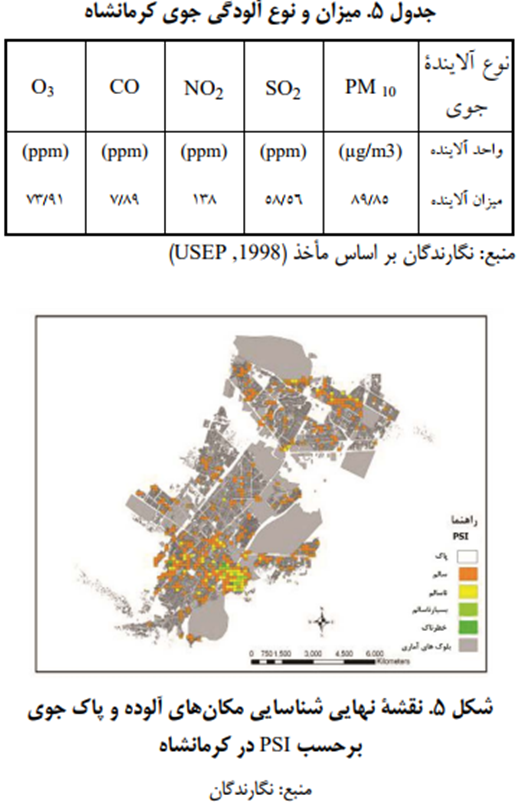 جدول ۵. میزان و نوع آلودگی جوی کرمانشاه
نوع آلایندۀ جوی PM 10 SO2 NO2 CO O3
واحد آلاینده (µg/m3) (ppm) (ppm) (ppm) (ppm)
میزان آلاینده ۸۹/۸۵ ۵۸/۵۶ ۱۳۸ ۷/۸۹ ۷۳/۹۱
منبع: نگارندگان بر اساس مأخذ (USEP ,1998)
راهنما
PSI
پاک
سالم
ناسالم
بسیارناسالم
خطرناک
بلوک های آماری
0 750 1.500 3.000 4.500 6.000
Kilometers
شکل ۵. نقشۀ نهایی شناسایی مکان‌های آلوده و پاک جوی
برحسب PSI در کرمانشاه
منبع: نگارندگان